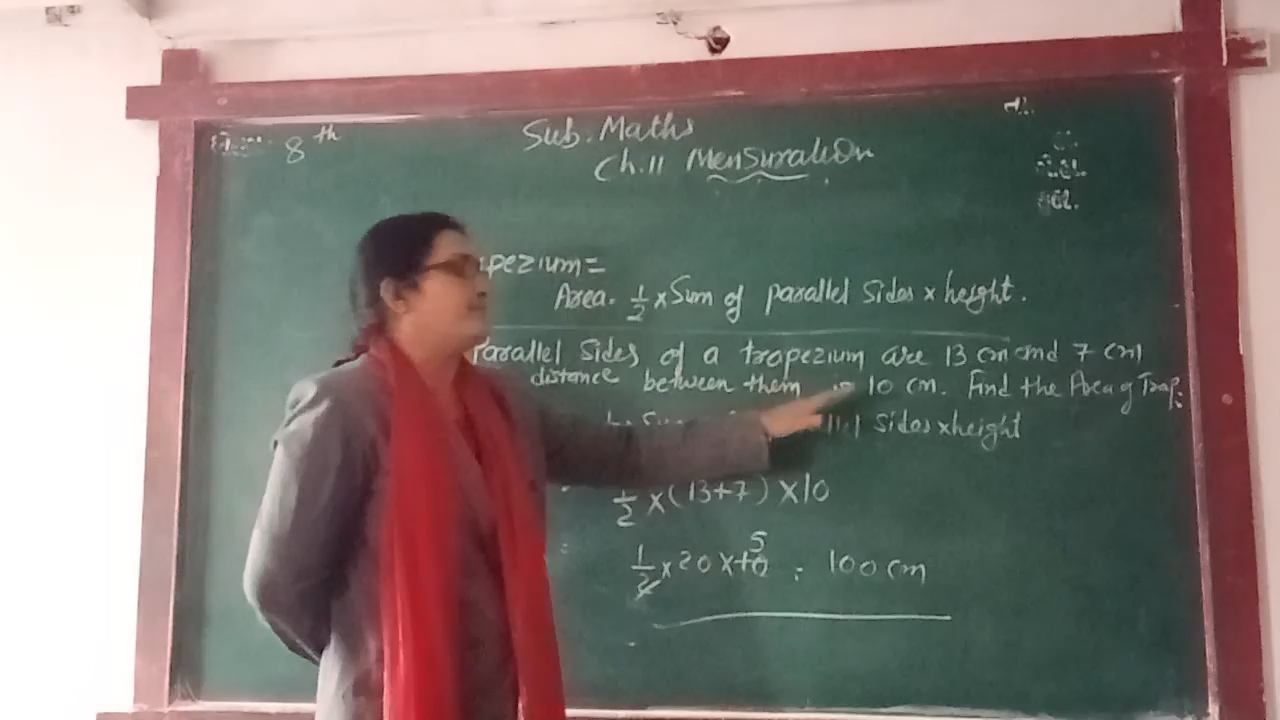 8th
Sub. Maths
Ch.11 Mensuration
pezium =
Area. 1/2 × Sum of parallel Sides × height.
Parallel Sides of a trapezium are 13 cm and 7 cm
distance between them 10 cm. Find the Area of Trap:
Sides × height
1/2 × (13+7) × 10
1/2 × 20 × 10 5 = 100 cm